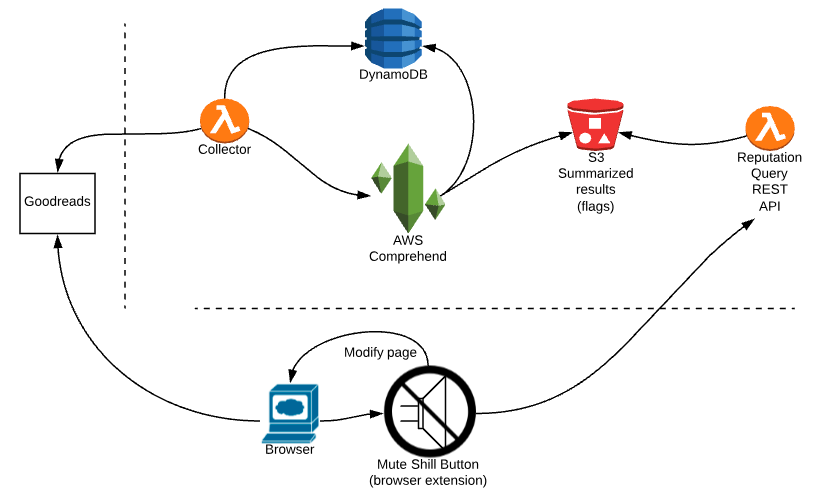 DynamoDB
Collector
Goodreads
S3
Summarized
results
(flags)
Reputation
Query
REST
API
AWS
Comprehend
Modify page
Browser
Mute Shill Button
(browser extension)